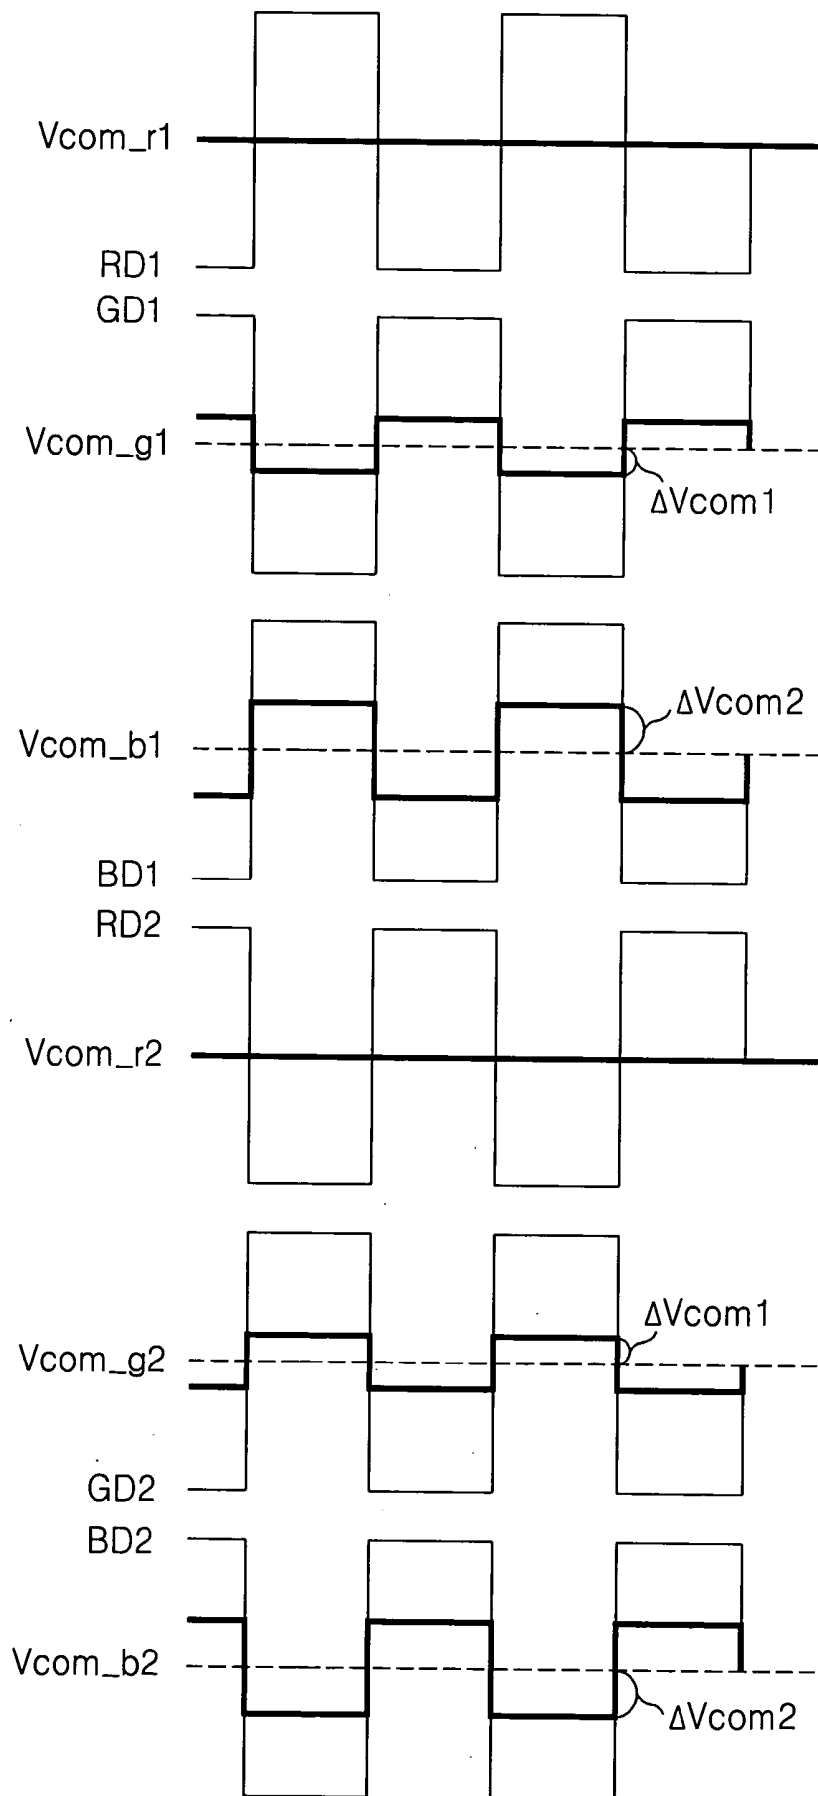 Vcom_r1
RD1
GD1
Vcom_g1
ΔVcom1
ΔVcom2
Vcom_b1
BD1
RD2
Vcom_r2
ΔVcom1
Vcom_g2
GD2
BD2
Vcom_b2
ΔVcom2